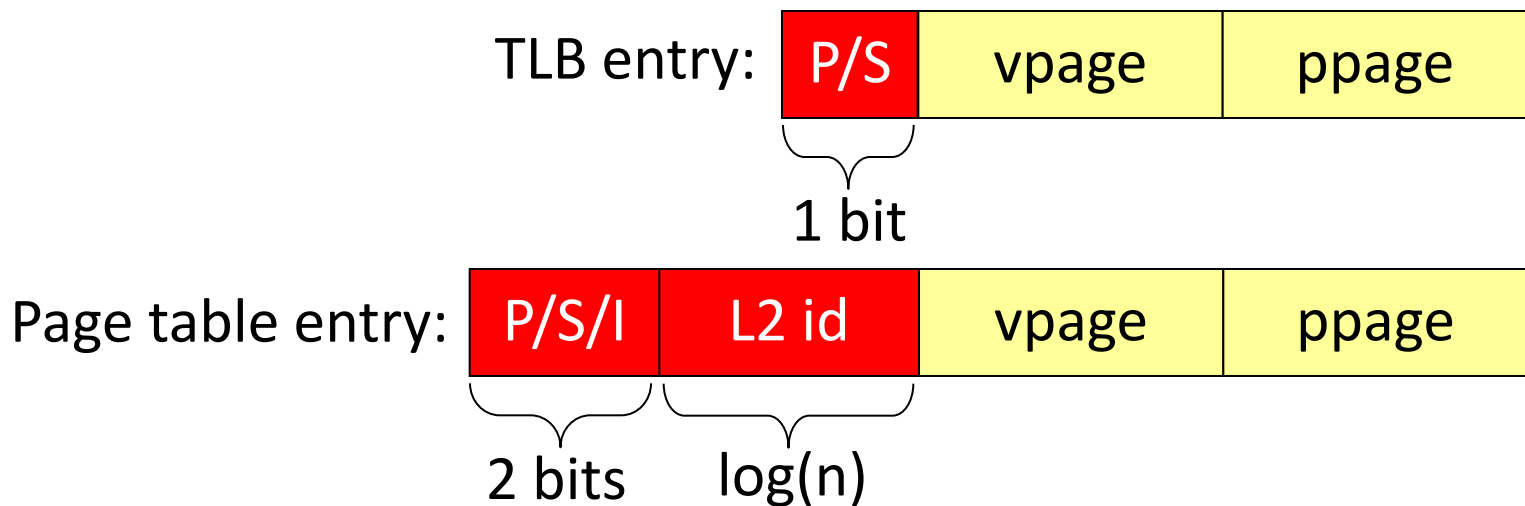 TLB entry: P/S vpage ppage
1 bit
Page table entry: P/S/I L2 id vpage ppage
2 bits log(n)